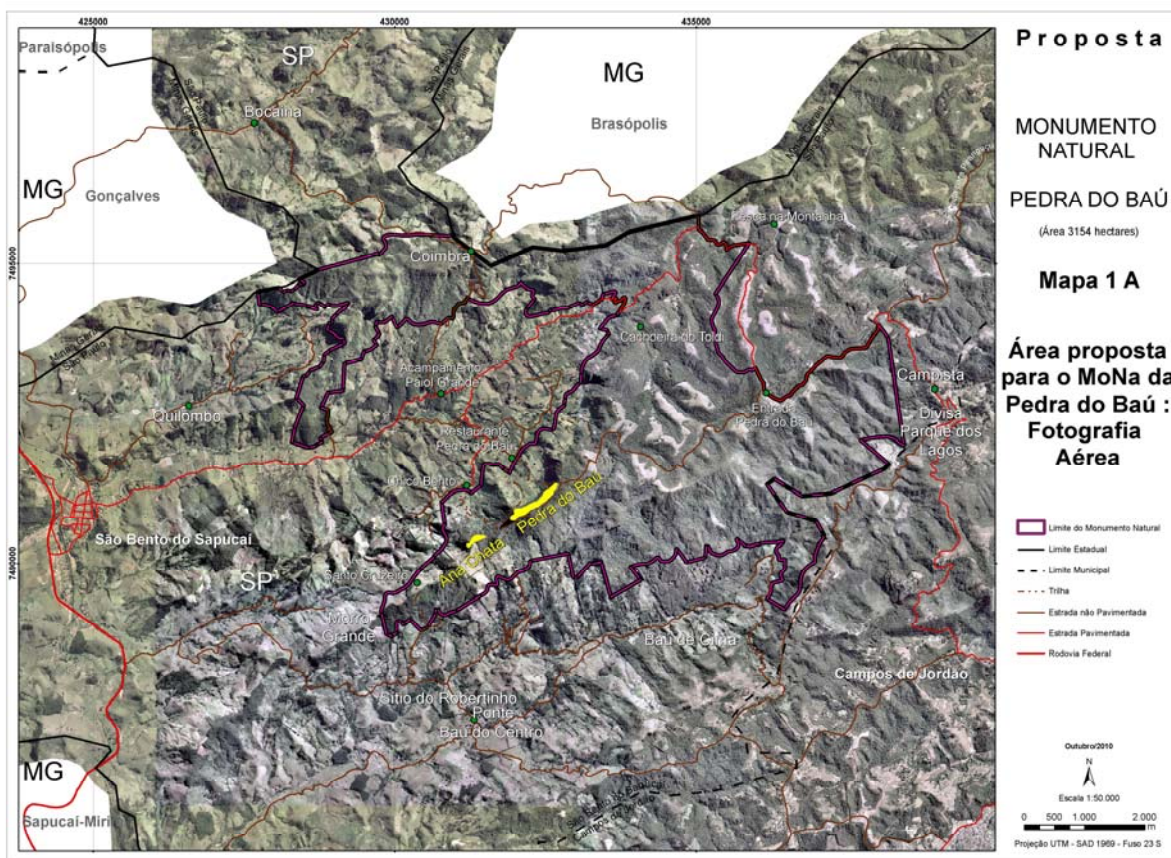 425000
430000
435000
7495000
7490000
Paraisópolis
SP
MG
Bocaina
Brasópolis
MG
Gonçalves
Pesca na Montanha
Coimbra
Cachoeira do Toldi
Acampamento
Paiol Grande
Campista
Quilombo
Entrada
Pedra do Baú
Divisa
Parque dos
Lagos
Restaurante
Pedra do Baú
Chico Bento
Pedra do Baú
São Bento do Sapucaí
Ana Chata
SP
Santo Cruzeiro
Morro
Grande
Baú de Cima
Campos do Jordão
Sítio do Robertinho
Ponte
Baú do Centro
MG
Sapucaí-Miri
Proposta
MONUMENTO
NATURAL
PEDRA DO BAÚ
(Área 3154 hectares)
Mapa 1 A
Área proposta
para o MoNa da
Pedra do Baú :
Fotografia
Aérea
Limite do Monumento Natural
Limite Estadual
Limite Municipal
Trilha
Estrada não Pavimentada
Estrada Pavimentada
Rodovia Federal
Outubro/2010
N
Escala 1:50.000
0 500 1.000 2.000
m
Projeção UTM - SAD 1969 - Fuso 23 S